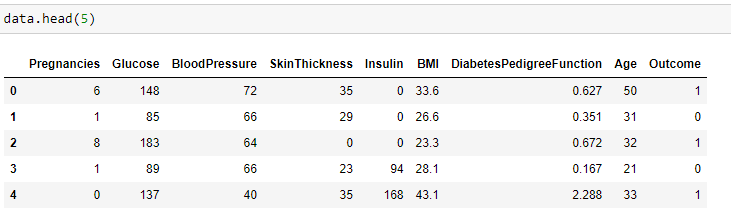 data.head(5)
Pregnancies Glucose BloodPressure SkinThickness Insulin BMI DiabetesPedigreeFunction Age Outcome
0 6 148 72 35 0 33.6 0.627 50 1
1 1 85 66 29 0 26.6 0.351 31 0
2 8 183 64 0 0 23.3 0.672 32 1
3 1 89 66 23 94 28.1 0.167 21 0
4 0 137 40 35 168 43.1 2.288 33 1